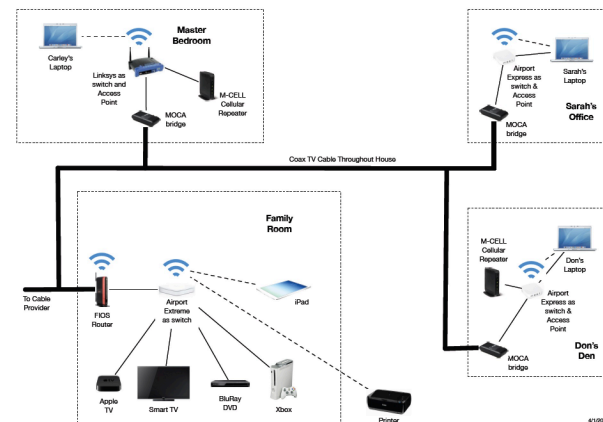 Master
Bedroom
Carley's
Laptop
Linksys as
switch and
Access
Point
M-CELL
Cellular
Repeater
MOCA
bridge
Airport
Express as
switch &
Access
Point
Sarah's
Laptop
Sarah's
Office
MOCA
bridge
Coax TV Cable Throughout House
Family
Room
To Cable
Provider
FIOS
Router
Airport
Extreme
as switch
iPad
Apple
TV
Smart TV
BluRay
DVD
Xbox
Printer
M-CELL
Cellular
Repeater
Don's
Laptop
Airport
Express as
switch &
Access
Point
MOCA
bridge
Don's
Den